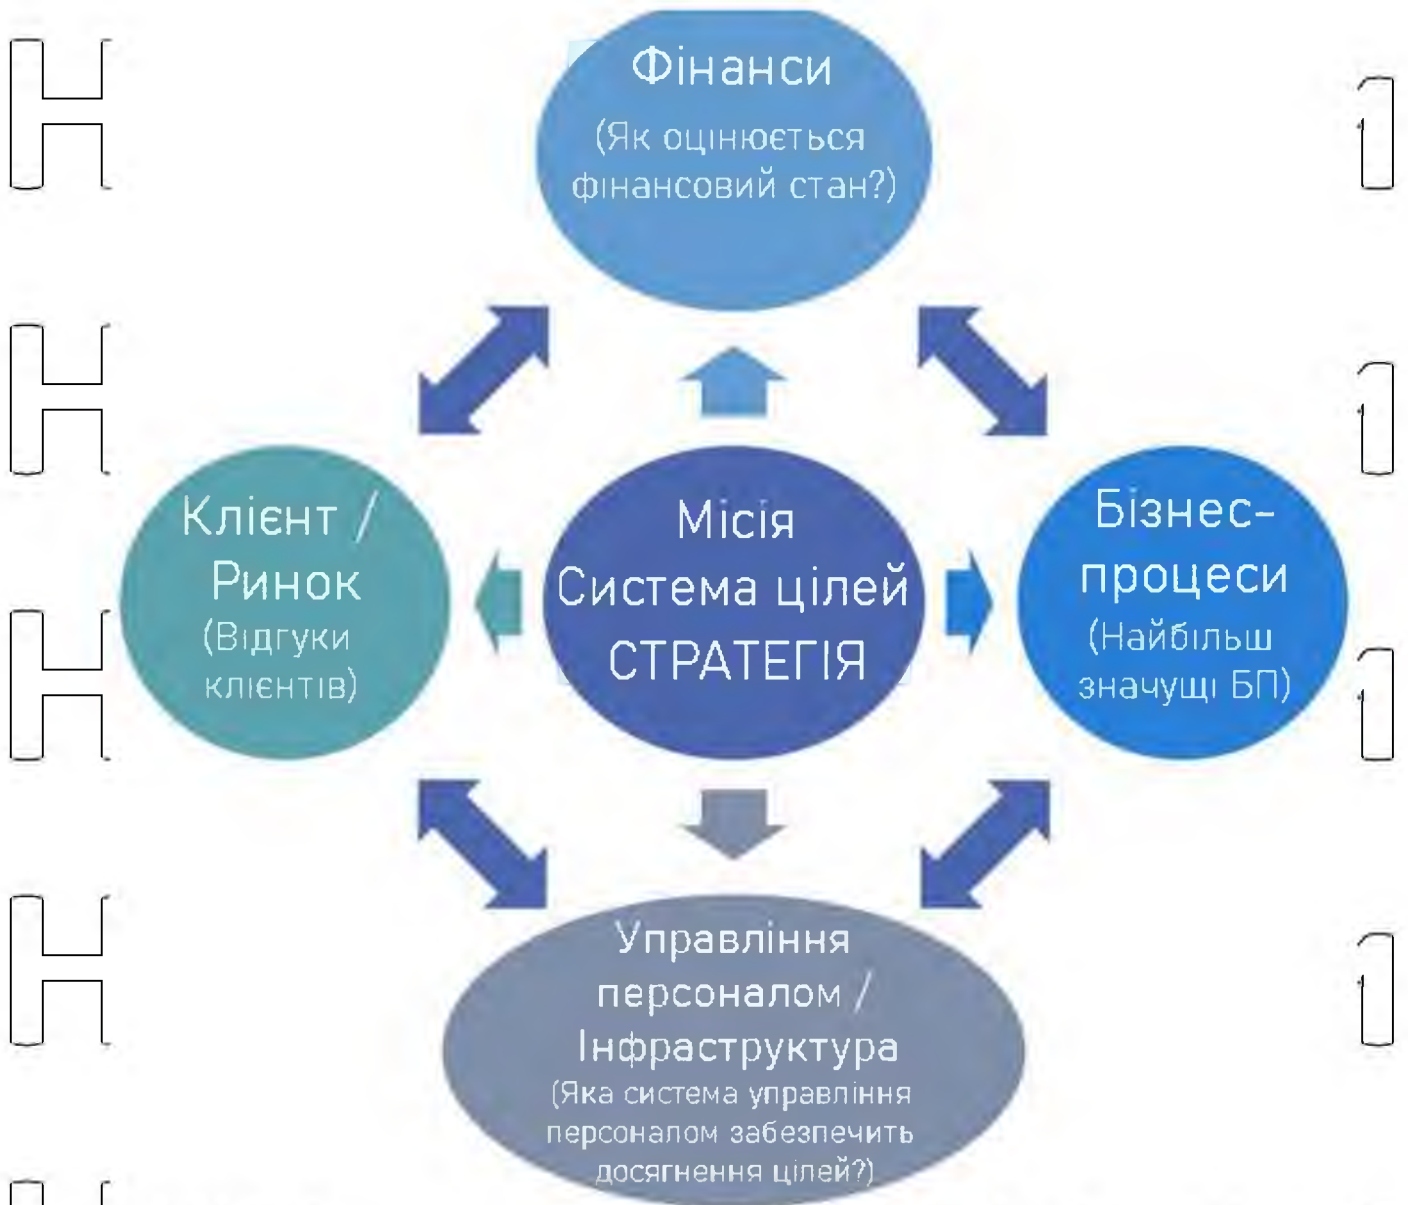 Фінанси
(Як оцінюється
фінансовий стан?)
Клієнт /
Ринок
(Відгуки
клієнтів)
Місія
Система цілей
СТРАТЕГІЯ
Бізнес-
процеси
(Найбільш
значущі БП)
Управління
персоналом /
Інфраструктура
(Яка система управління
персоналом забезпечить
досягнення цілей?)